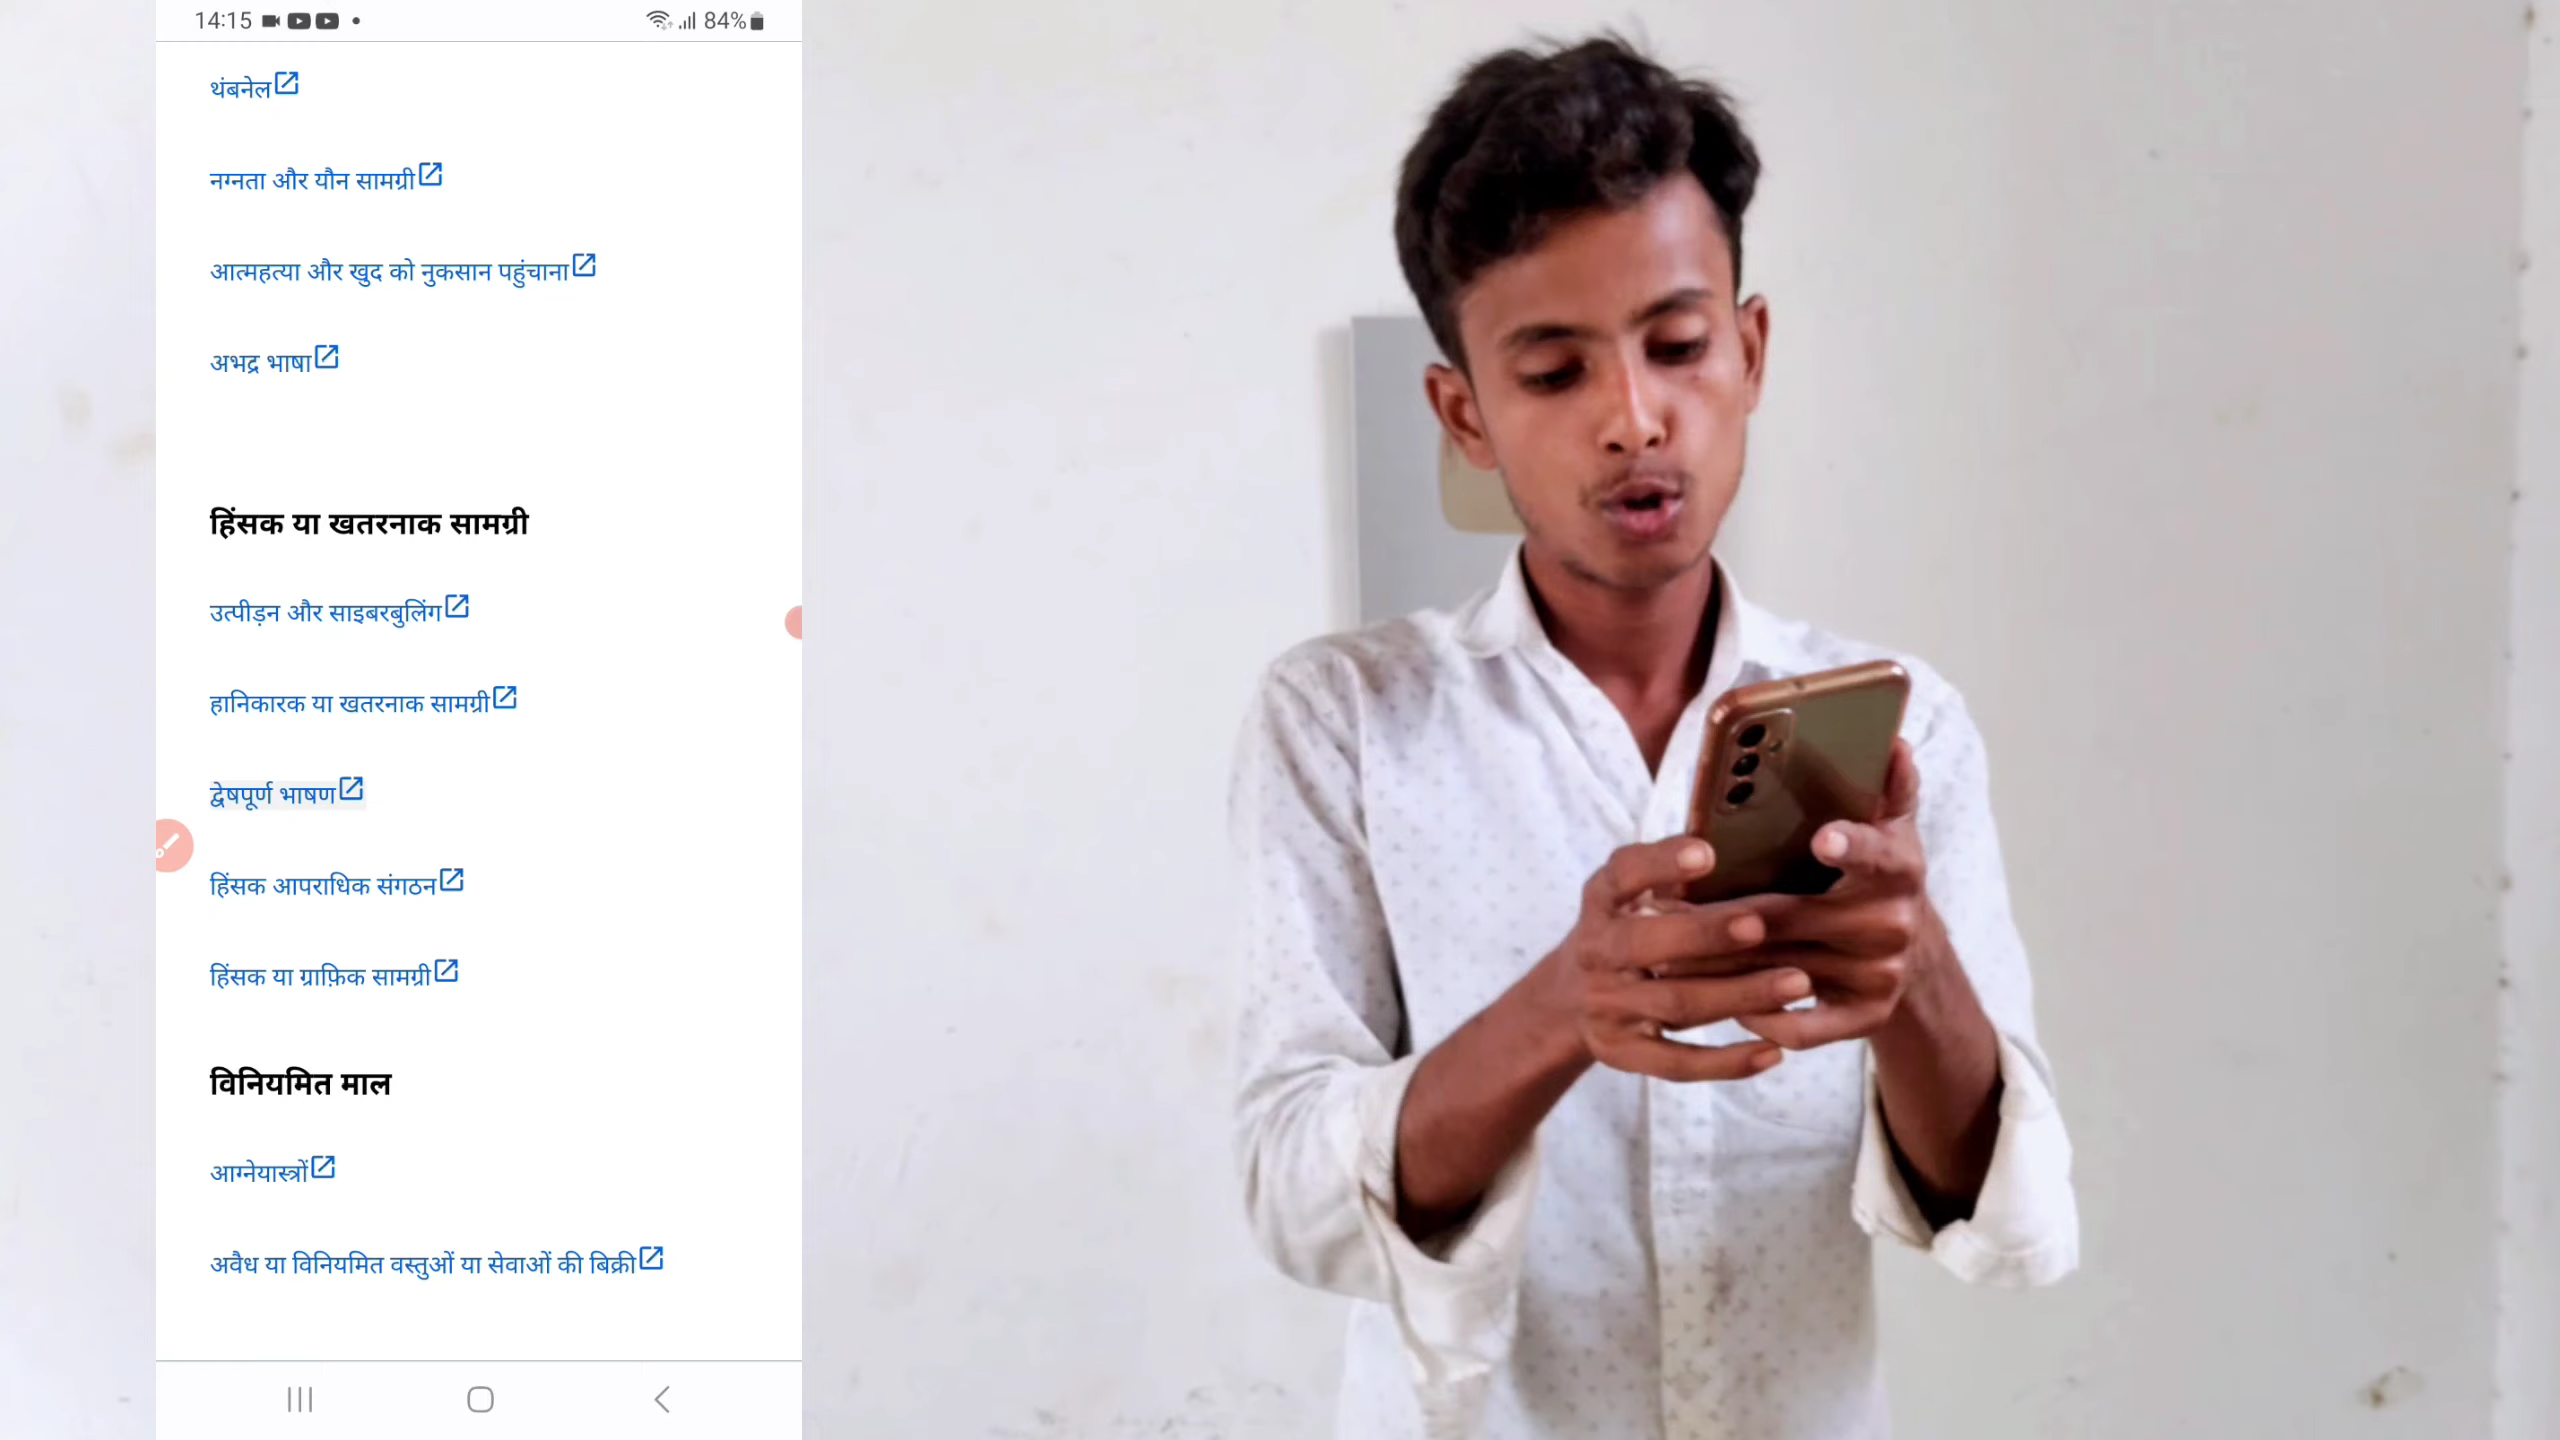 14:15 84%
थंबनेल
नग्नता और यौन सामग्री
आत्महत्या और खुद को नुकसान पहुंचाना
अभद्र भाषा
हिंसक या खतरनाक सामग्री
उत्पीड़न और साइबरबुलिंग
हानिकारक या खतरनाक सामग्री
द्वेषपूर्ण भाषण
हिंसक आपराधिक संगठन
हिंसक या ग्राफ़िक सामग्री
विनियमित माल
आग्नेयास्त्रों
अवैध या विनियमित वस्तुओं या सेवाओं की बिक्री